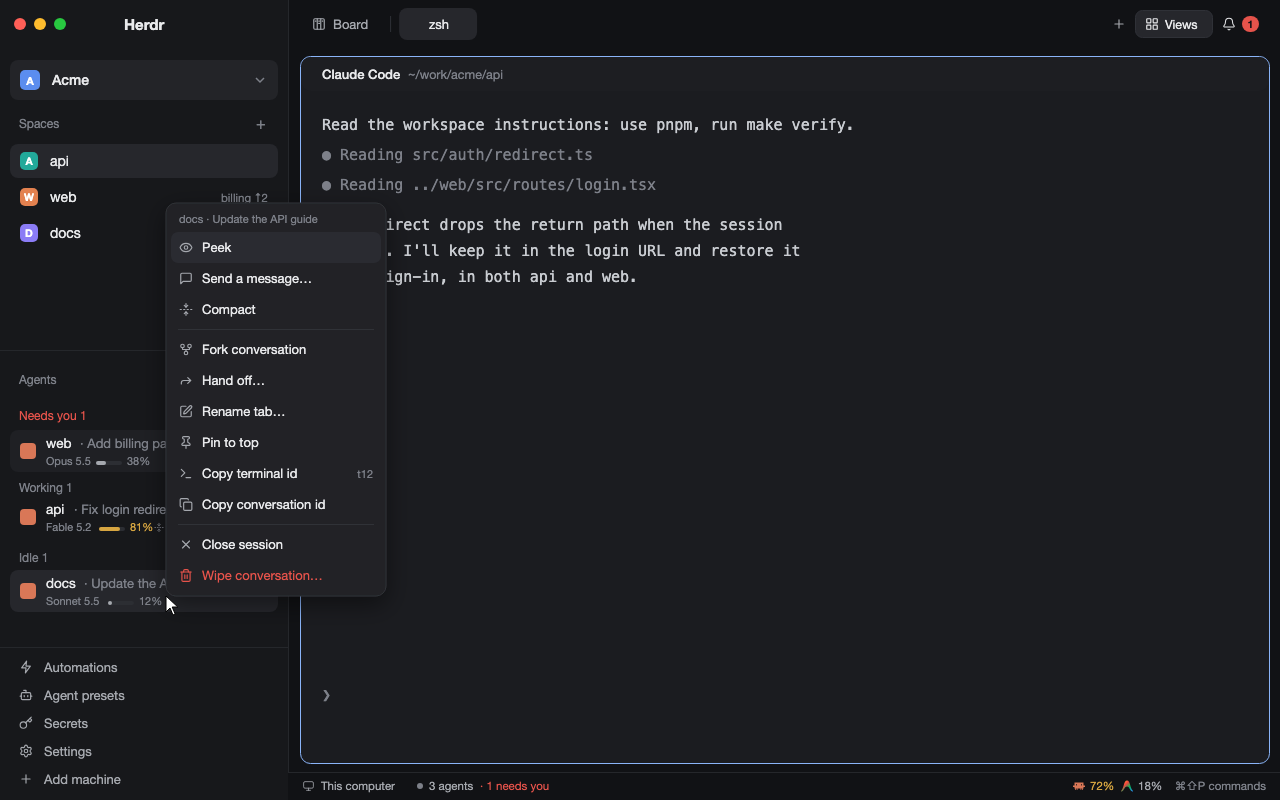 Herdr
Board
zsh
Views
1
A Acme
Spaces
A api
W web billing ↑2
D docs
Claude Code ~/work/acme/api
Read the workspace instructions: use pnpm, run make verify.
● Reading src/auth/redirect.ts
● Reading ../web/src/routes/login.tsx
irect drops the return path when the session
. I'll keep it in the login URL and restore it
ign-in, in both api and web.
❯
docs · Update the API guide
Peek
Send a message…
Compact
Fork conversation
Hand off…
Rename tab…
Pin to top
Copy terminal id t12
Copy conversation id
Close session
Wipe conversation…
Agents
Needs you 1
web · Add billing pa
Opus 5.5 38%
Working 1
api · Fix login redire
Fable 5.2 81%
Idle 1
docs · Update the A
Sonnet 5.5 12%
Automations
Agent presets
Secrets
Settings
Add machine
This computer
3 agents · 1 needs you
72% 18% ⌘⇧P commands